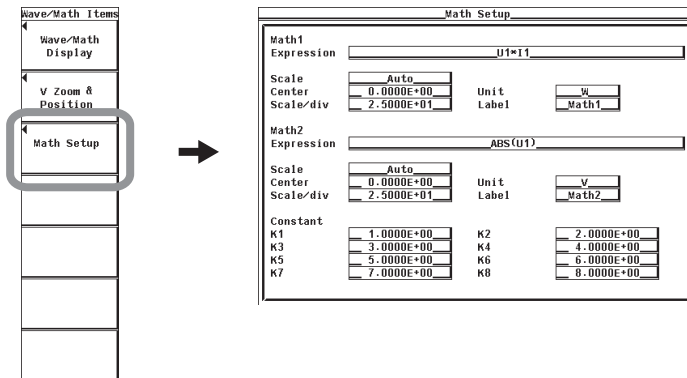 Wave/Math Items
Wave/Math
Display
V Zoom &
Position
Math Setup
Math Setup
Math1
Expression U1*I1
Scale Auto
Center 0.0000E+00 Unit W
Scale/div 2.5000E+01 Label Math1
Math2
Expression ABS(U1)
Scale Auto
Center 0.0000E+00 Unit V
Scale/div 2.5000E+01 Label Math2
Constant
K1 1.0000E+00 K2 2.0000E+00
K3 3.0000E+00 K4 4.0000E+00
K5 5.0000E+00 K6 6.0000E+00
K7 7.0000E+00 K8 8.0000E+00